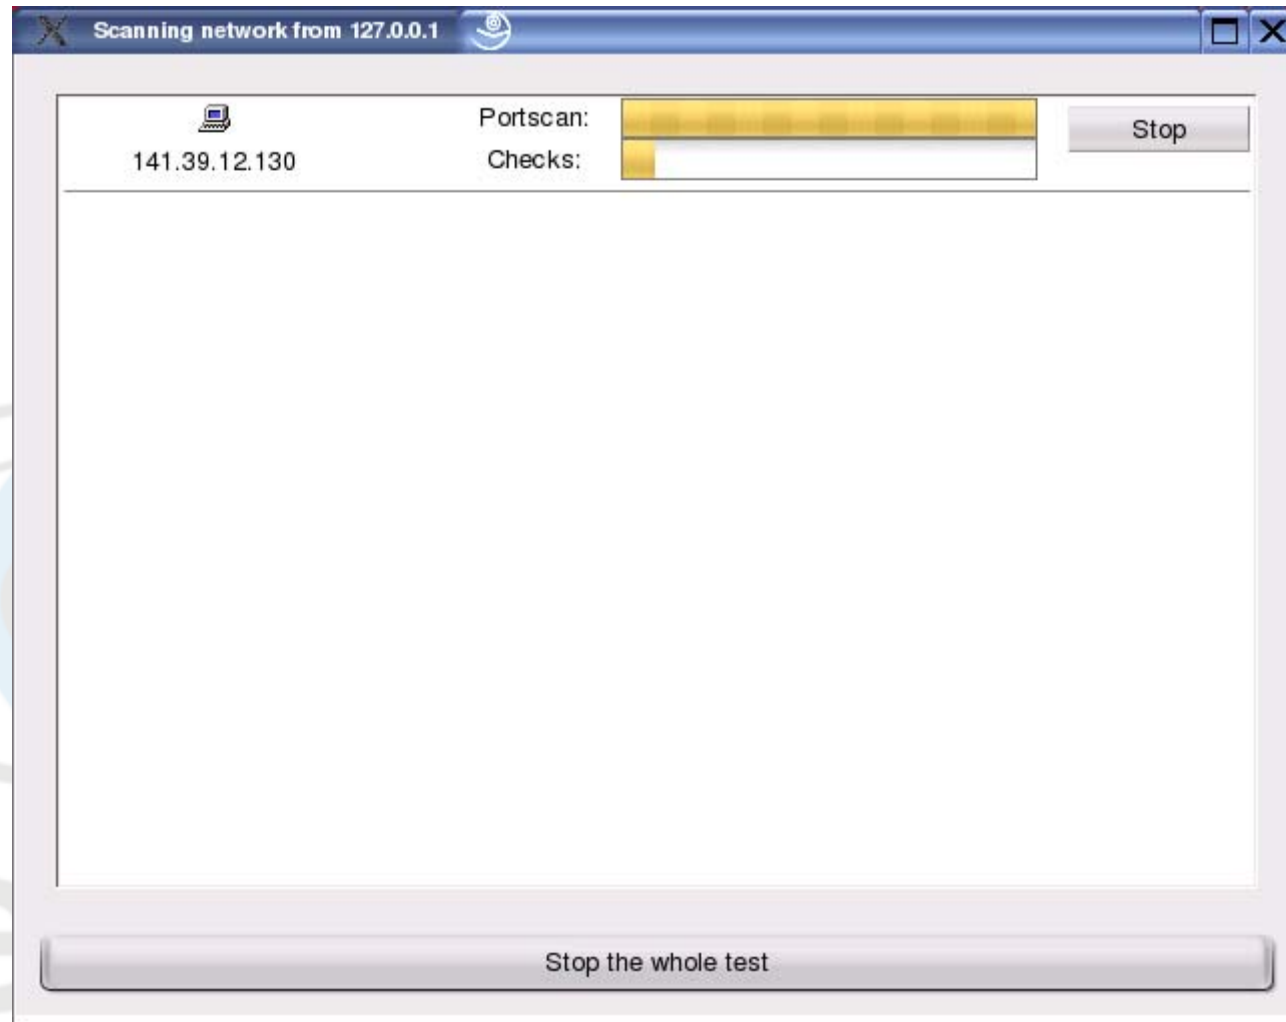 Scanning network from 127.0.0.1
Portscan:
Stop
141.39.12.130
Checks:
Stop the whole test